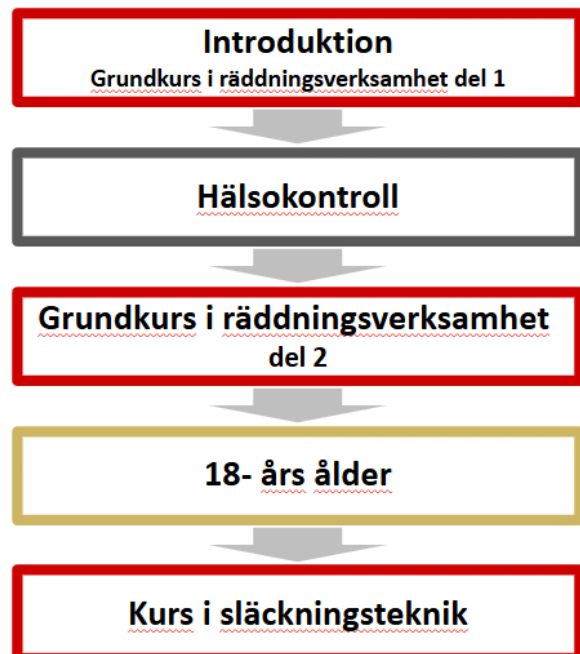 Introduktion
Grundkurs i räddningsverksamhet del 1
Hälsokontroll
Grundkurs i räddningsverksamhet
del 2
18- års ålder
Kurs i släckningsteknik